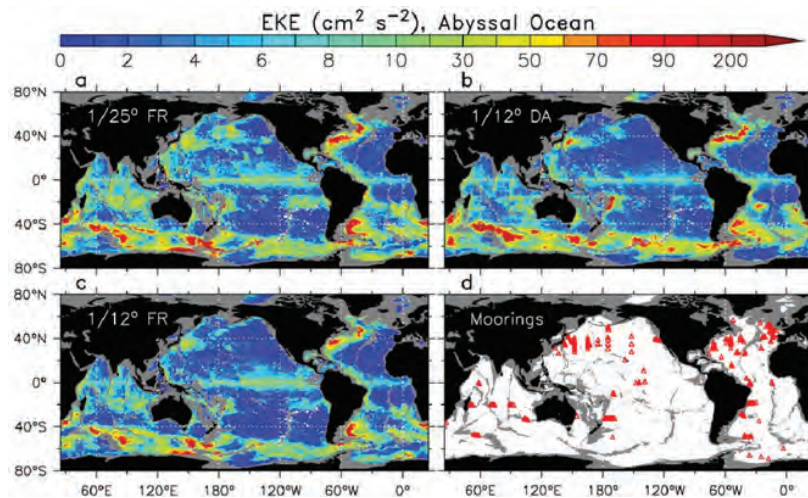 EKE (cm² s⁻²), Abyssal Ocean
0 2 4 6 8 10 30 50 70 90 200
a b
80°N
40°N
0°
40°S
80°S
1/25° FR
1/12° DA
c d
80°N
40°N
0°
40°S
80°S
1/12° FR
Moorings
60°E 120°E 180°W 120°W 60°W 0° 60°E 120°E 180°W 120°W 60°W 0°